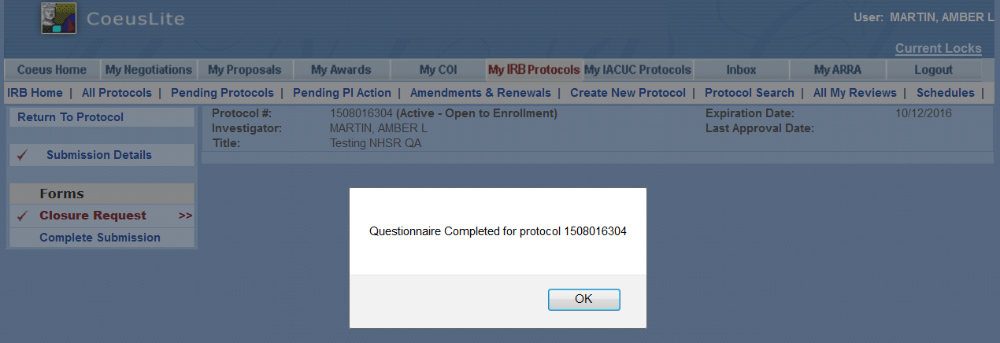 CoeusLite
User: MARTIN, AMBER L
Current Locks
Coeus Home My Negotiations My Proposals My Awards My COI My IRB Protocols My IACUC Protocols Inbox My ARRA Logout
IRB Home | All Protocols | Pending Protocols | Pending PI Action | Amendments & Renewals | Create New Protocol | Protocol Search | All My Reviews | Schedules |
Return To Protocol
Submission Details
Forms
Closure Request >>
Complete Submission
Protocol #: 1508016304 (Active - Open to Enrollment) Expiration Date: 10/12/2016
Investigator: MARTIN, AMBER L Last Approval Date:
Title: Testing NHSR QA
Questionnaire Completed for protocol 1508016304
OK